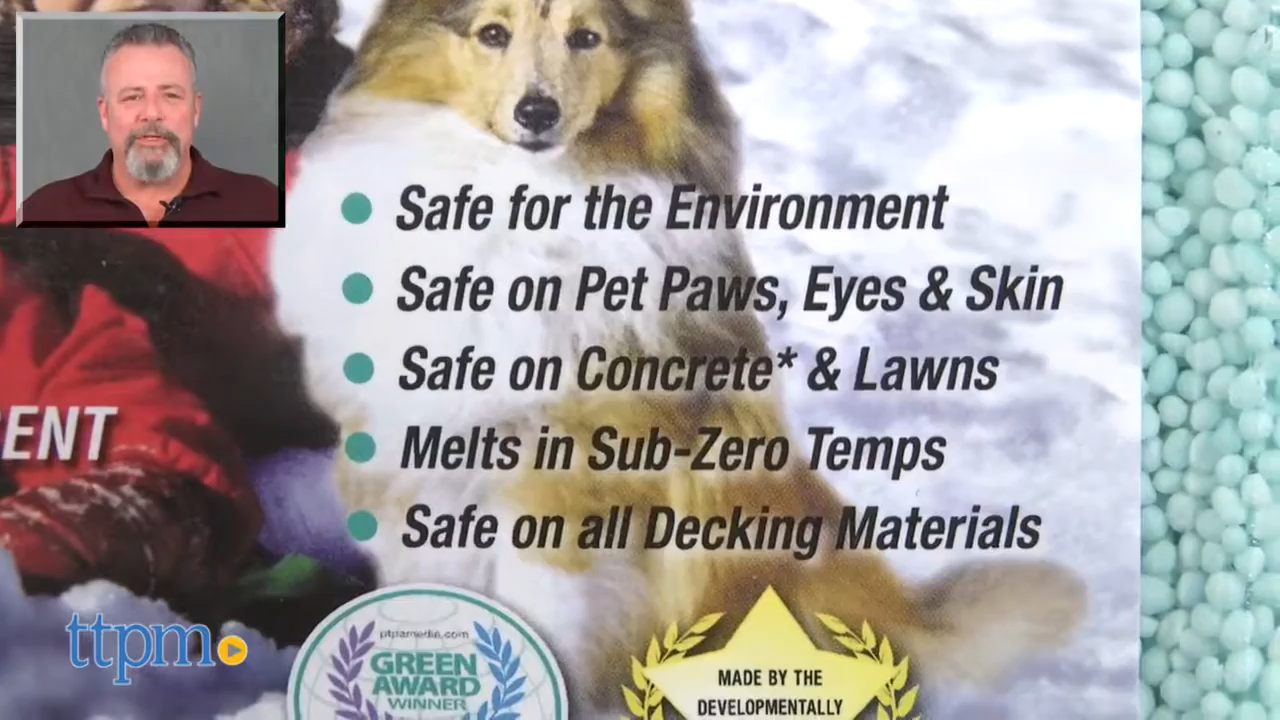 Safe for the Environment
Safe on Pet Paws, Eyes & Skin
Safe on Concrete* & Lawns
ENT
Melts in Sub-Zero Temps
Safe on all Decking Materials
ttpm
ptpamedia.com
GREEN
AWARD
WINNER
MADE BY THE
DEVELOPMENTALLY